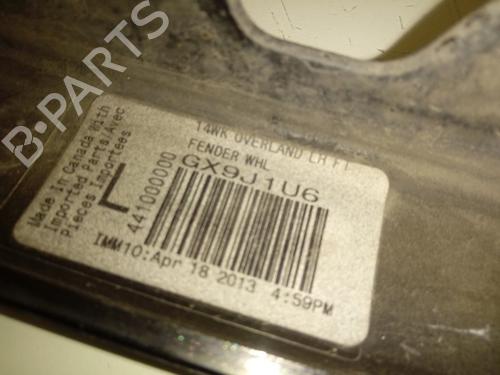 14WK OVERLAND LH FT
FENDER WHL
GX9J1U6
Made In Canada With
Imported Parts/Avec
pieces Importees
L
441000000
IMM10:Apr 18 2013 4:59PM
B-PARTS